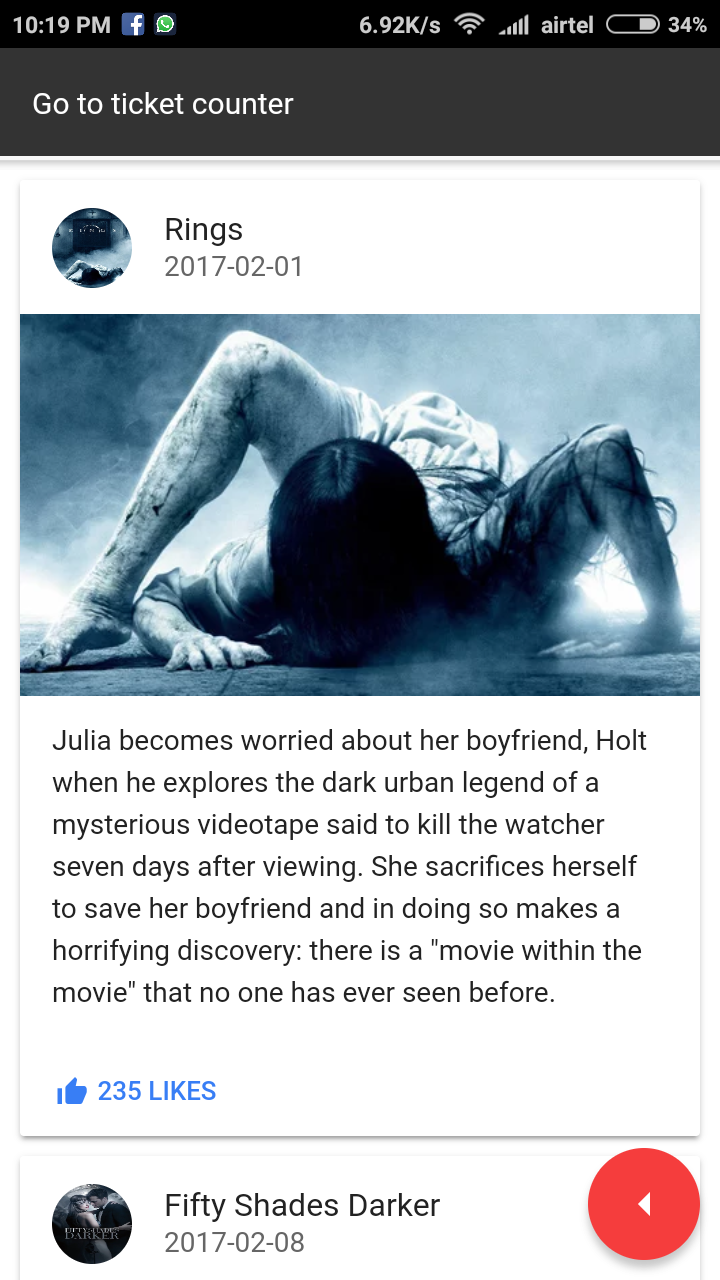 10:19 PM 6.92K/s airtel 34%
Go to ticket counter
Rings
2017-02-01
Julia becomes worried about her boyfriend, Holt
when he explores the dark urban legend of a
mysterious videotape said to kill the watcher
seven days after viewing. She sacrifices herself
to save her boyfriend and in doing so makes a
horrifying discovery: there is a "movie within the
movie" that no one has ever seen before.
235 LIKES
FIFTY SHADES
DARKER
Fifty Shades Darker
2017-02-08